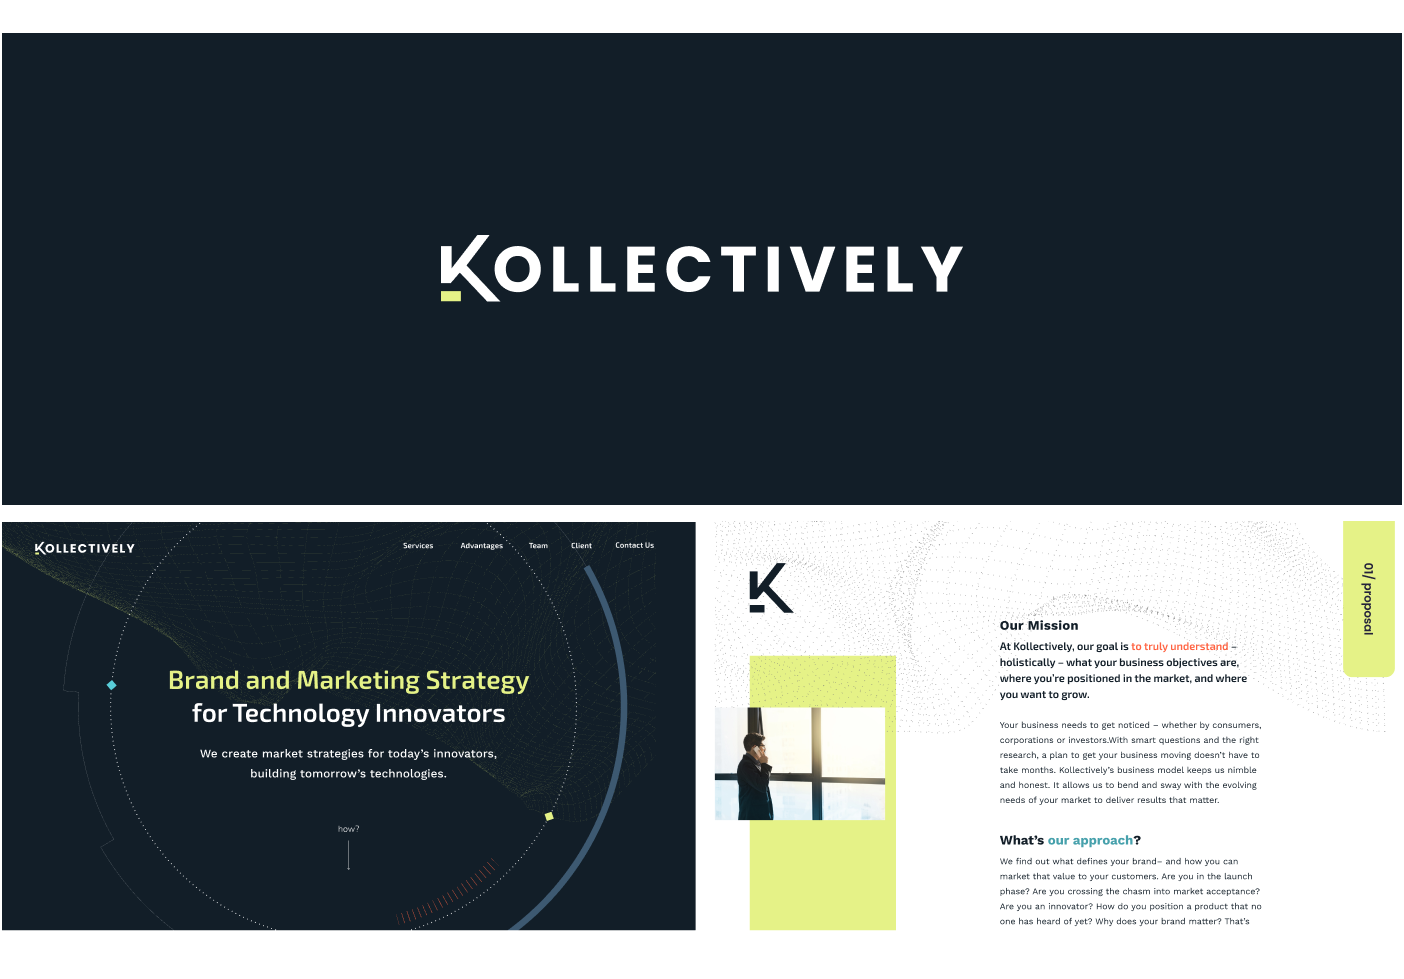 KOLLECTIVELY
KOLLECTIVELY
Services Advantages Team Client Contact Us
Brand and Marketing Strategy
for Technology Innovators
We create market strategies for today’s innovators,
building tomorrow’s technologies.
how?
K
01/ proposal
Our Mission
At Kollectively, our goal is to truly understand –
holistically – what your business objectives are,
where you’re positioned in the market, and where
you want to grow.
Your business needs to get noticed – whether by consumers,
corporations or investors.With smart questions and the right
research, a plan to get your business moving doesn’t have to
take months. Kollectively’s business model keeps us nimble
and honest. It allows us to bend and sway with the evolving
needs of your market to deliver results that matter.
What’s our approach?
We find out what defines your brand– and how you can
market that value to your customers. Are you in the launch
phase? Are you crossing the chasm into market acceptance?
Are you an innovator? How do you position a product that no
one has heard of yet? Why does your brand matter? That’s